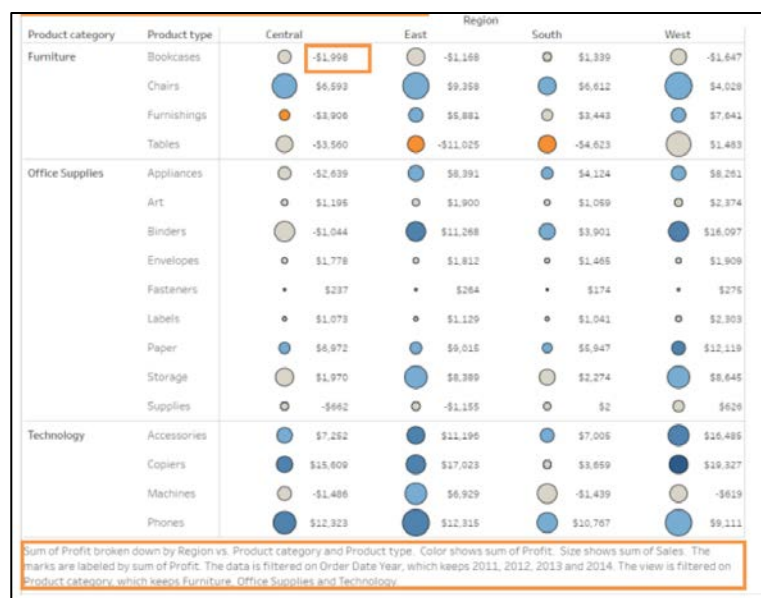 Region
Product category Product type Central East South West
Furniture Bookcases -$1,998 -$1,168 $1,339 -$1,647
Chairs $6,593 $9,358 $6,612 $4,028
Furnishings -$3,906 $5,881 $3,443 $7,641
Tables -$3,560 -$11,025 -$4,623 $1,483
Office Supplies Appliances -$2,639 $8,391 $4,124 $8,261
Art $1,195 $1,900 $1,059 $2,374
Binders -$1,044 $11,268 $3,901 $16,097
Envelopes $1,778 $1,812 $1,465 $1,909
Fasteners $237 $264 $174 $275
Labels $1,073 $1,129 $1,041 $2,303
Paper $6,972 $9,015 $5,947 $12,119
Storage $1,970 $8,389 $2,274 $8,645
Supplies -$662 -$1,155 $2 $626
Technology Accessories $7,252 $11,196 $7,005 $16,485
Copiers $15,609 $17,023 $3,659 $19,327
Machines -$1,486 $6,929 -$1,439 -$619
Phones $12,323 $12,315 $10,767 $9,111
Sum of Profit broken down by Region vs. Product category and Product type. Color shows sum of Profit. Size shows sum of Sales. The
marks are labeled by sum of Profit. The data is filtered on Order Date Year, which keeps 2011, 2012, 2013 and 2014. The view is filtered on
Product category, which keeps Furniture, Office Supplies and Technology.